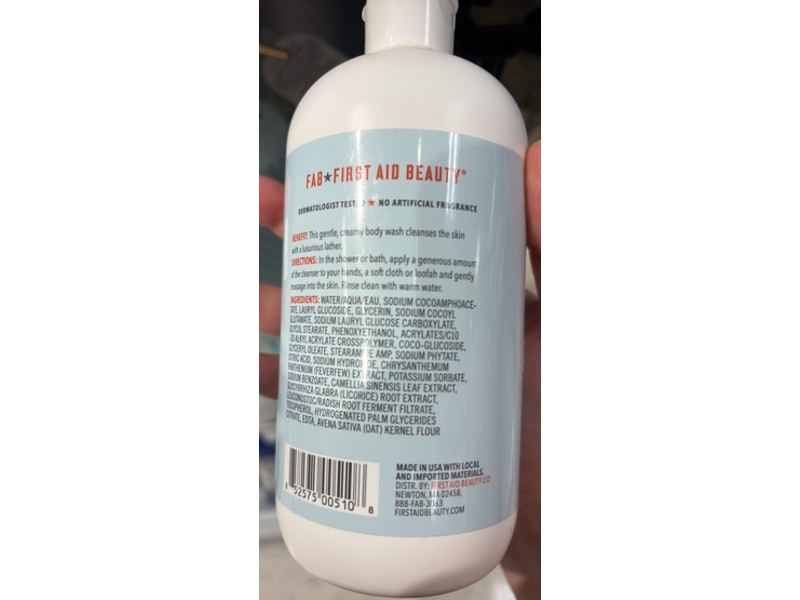 FAB★FIRST AID BEAUTY®
DERMATOLOGIST TESTED ★ NO ARTIFICIAL FRAGRANCE
BENEFIT: This gentle, creamy body wash cleanses the skin
with a luxurious lather.
DIRECTIONS: In the shower or bath, apply a generous amount
of the cleanser to your hands, a soft cloth or loofah and gently
massage into the skin. Rinse clean with warm water.
INGREDIENTS: WATER/AQUA/EAU, SODIUM COCOAMPHOACE-
TATE, LAURYL GLUCOSIDE, GLYCERIN, SODIUM COCOYL
GLUTAMATE, SODIUM LAURYL GLUCOSE CARBOXYLATE,
GLYCOL STEARATE, PHENOXYETHANOL, ACRYLATES/C10
-30 ALKYL ACRYLATE CROSSPOLYMER, COCO-GLUCOSIDE,
GLYCERYL OLEATE, STEARAMIDE AMP, SODIUM PHYTATE,
CITRIC ACID, SODIUM HYDROXIDE, CHRYSANTHEMUM
PARTHENIUM (FEVERFEW) EXTRACT, POTASSIUM SORBATE,
SODIUM BENZOATE, CAMELLIA SINENSIS LEAF EXTRACT,
GLYCYRRHIZA GLABRA (LICORICE) ROOT EXTRACT,
LEUCONOSTOC/RADISH ROOT FERMENT FILTRATE,
TOCOPHEROL, HYDROGENATED PALM GLYCERIDES
CITRATE, EDTA, AVENA SATIVA (OAT) KERNEL FLOUR
52575 00510 8
MADE IN USA WITH LOCAL
AND IMPORTED MATERIALS.
DISTR. BY: FIRST AID BEAUTY LTD
NEWTON, MA 02458.
888-FAB-3063
FIRSTAIDBEAUTY.COM